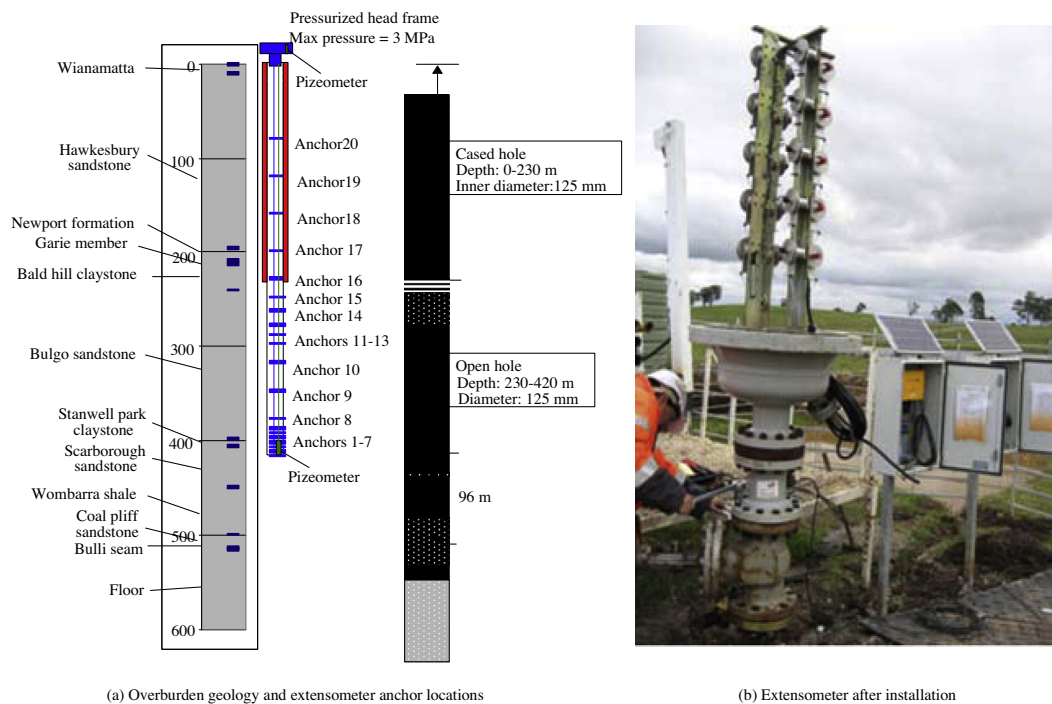 Pressurized head frame
Max pressure = 3 MPa
Pizeometer
Wianamatta
Hawkesbury
sandstone
Newport formation
Garie member
Bald hill claystone
Bulgo sandstone
Stanwell park
claystone
Scarborough
sandstone
Wombarra shale
Coal pliff
sandstone
Bulli seam
Floor
0
100
200
300
400
500
600
Anchor20
Anchor19
Anchor18
Anchor 17
Anchor 16
Anchor 15
Anchor 14
Anchors 11-13
Anchor 10
Anchor 9
Anchor 8
Anchors 1-7
Pizeometer
Cased hole
Depth: 0-230 m
Inner diameter:125 mm
Open hole
Depth: 230-420 m
Diameter: 125 mm
96 m
(a) Overburden geology and extensometer anchor locations
(b) Extensometer after installation